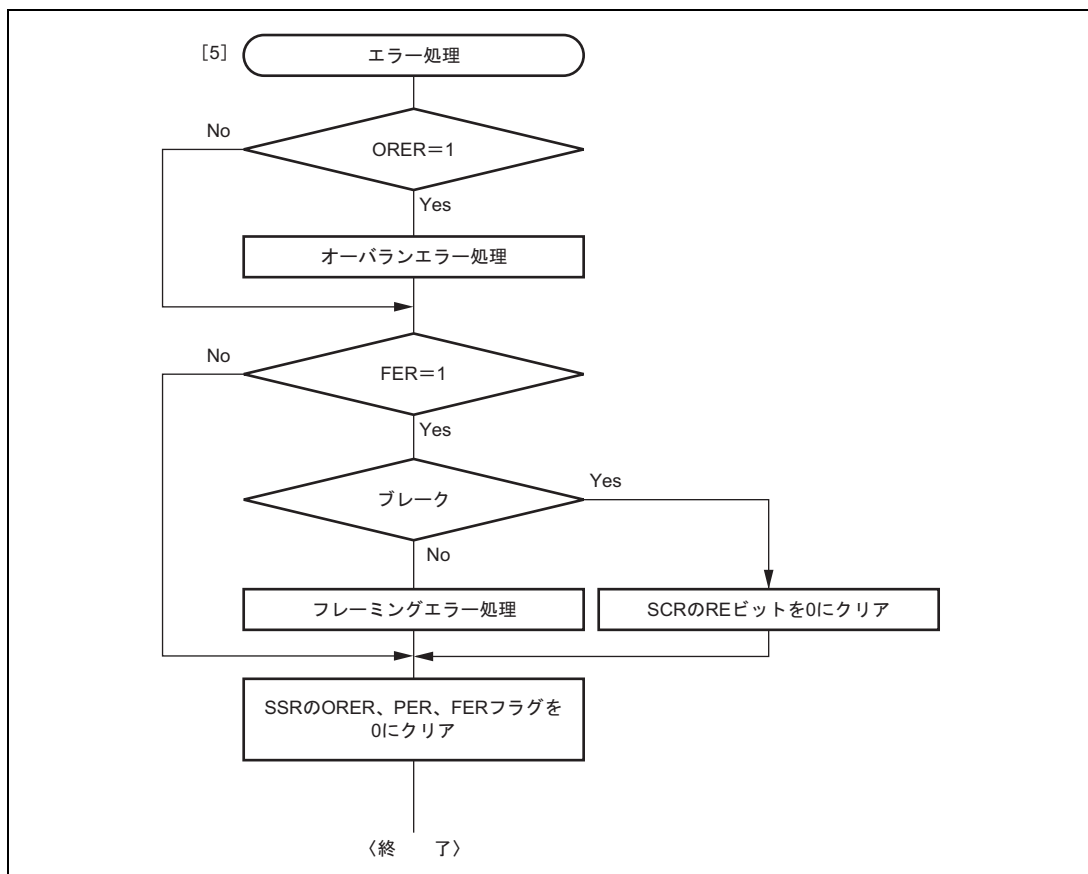 [5]
エラー処理
No
ORER=1
Yes
オーバランエラー処理
No
FER=1
Yes
ブレーク
Yes
No
フレーミングエラー処理
SCRのREビットを0にクリア
SSRのORER、PER、FERフラグを
0にクリア
〈終　了〉